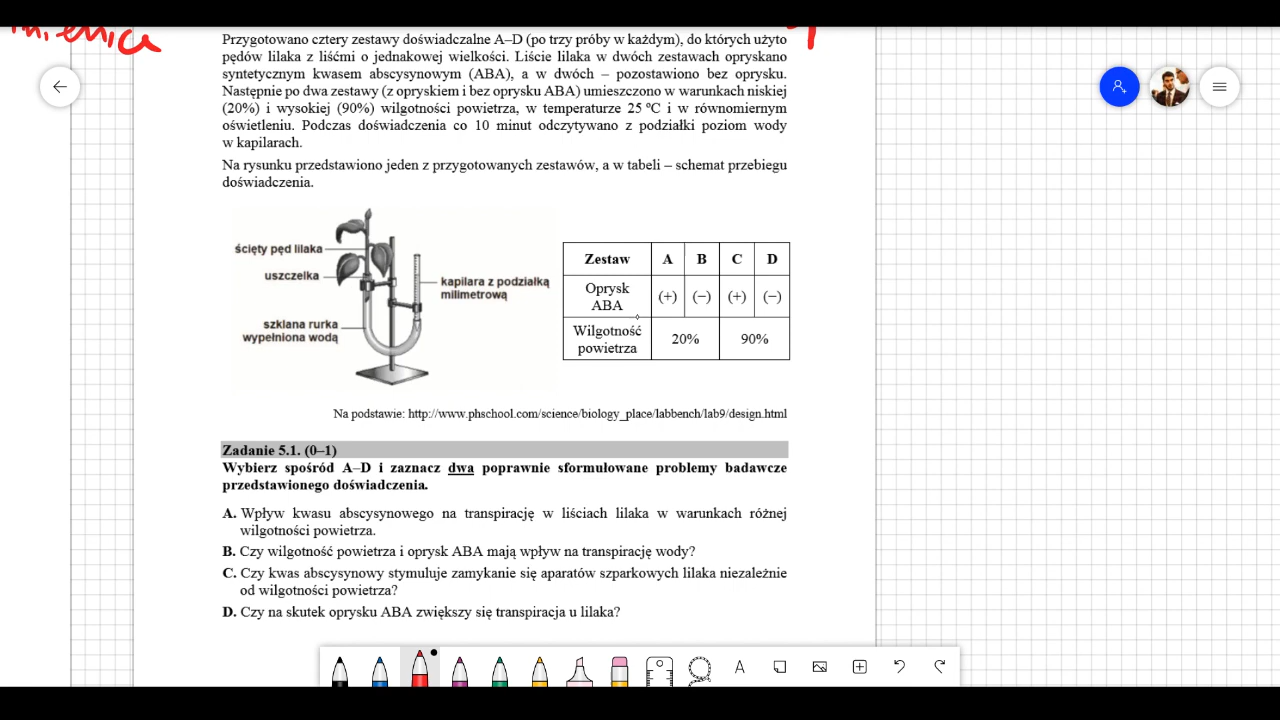 Przygotowano cztery zestawy doświadczalne A–D (po trzy próby w każdym), do których użyto
pędów lilaka z liśćmi o jednakowej wielkości. Liście lilaka w dwóch zestawach opryskano
syntetycznym kwasem abscysynowym (ABA), a w dwóch – pozostawiono bez oprysku.
Następnie po dwa zestawy (z opryskiem i bez oprysku ABA) umieszczono w warunkach niskiej
(20%) i wysokiej (90%) wilgotności powietrza, w temperaturze 25 ºC i w równomiernym
oświetleniu. Podczas doświadczenia co 10 minut odczytywano z podziałki poziom wody
w kapilarach.
Na rysunku przedstawiono jeden z przygotowanych zestawów, a w tabeli – schemat przebiegu
doświadczenia.
ścięty pęd lilaka
uszczelka
kapilara z podziałką
milimetrową
szklana rurka
wypełniona wodą
Zestaw A B C D
Oprysk
ABA (+) (−) (+) (−)
Wilgotność
powietrza 20% 90%
Na podstawie: http://www.phschool.com/science/biology_place/labbench/lab9/design.html
Zadanie 5.1. (0–1)
Wybierz spośród A–D i zaznacz dwa poprawnie sformułowane problemy badawcze
przedstawionego doświadczenia.
A. Wpływ kwasu abscysynowego na transpirację w liściach lilaka w warunkach różnej
wilgotności powietrza.
B. Czy wilgotność powietrza i oprysk ABA mają wpływ na transpirację wody?
C. Czy kwas abscysynowy stymuluje zamykanie się aparatów szparkowych lilaka niezależnie
od wilgotności powietrza?
D. Czy na skutek oprysku ABA zwiększy się transpiracja u lilaka?
A